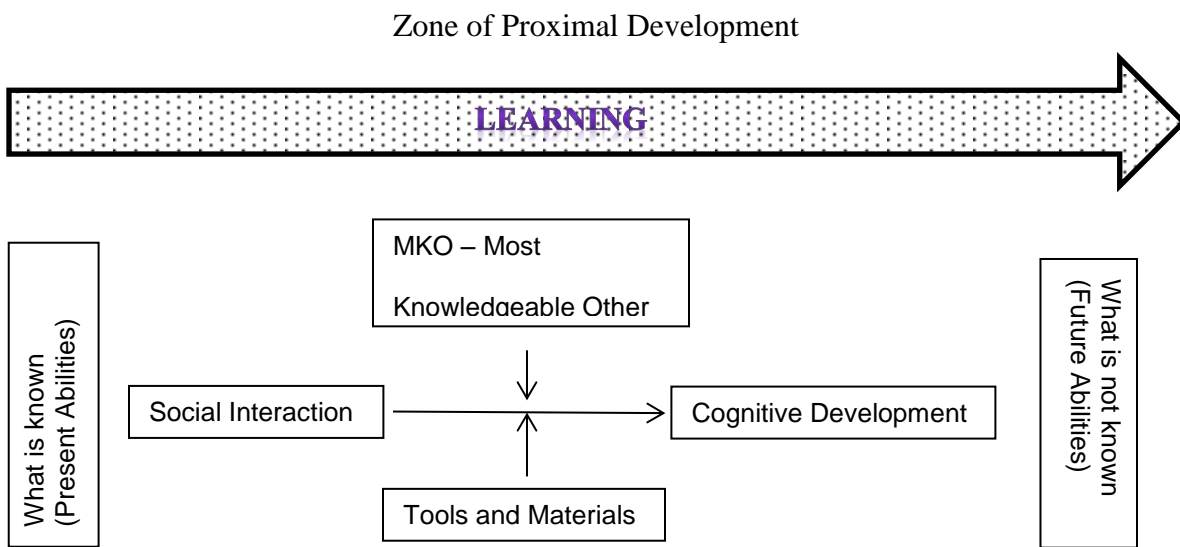 Zone of Proximal Development
LEARNING
MKO – Most
Knowledgeable Other
What is known
(Present Abilities)
Social Interaction
Cognitive Development
Tools and Materials
What is not known
(Future Abilities)